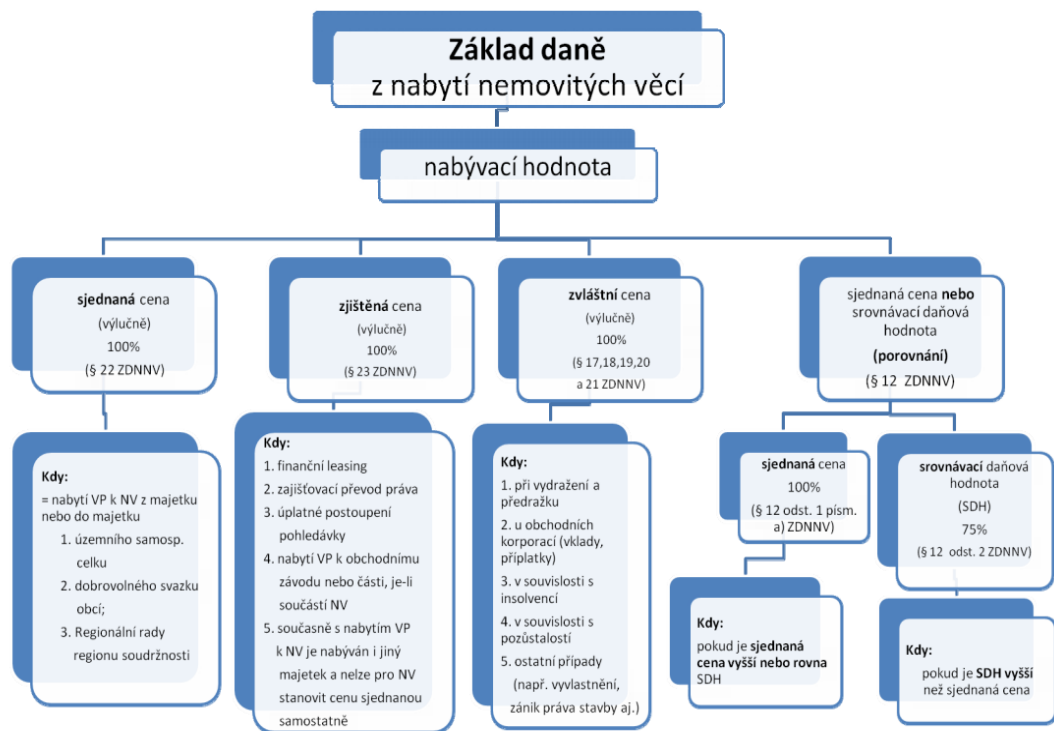 Základ daně
z nabytí nemovitých věcí
nabývací hodnota
sjednaná cena
(výlučně)
100%
(§ 22 ZDNNV)
zjištěná cena
(výlučně)
100%
(§ 23 ZDNNV)
zvláštní cena
(výlučně)
100%
(§ 17,18,19,20
a 21 ZDNNV)
sjednaná cena nebo
srovnávací daňová
hodnota
(porovnání)
(§ 12 ZDNNV)
Kdy:
= nabytí VP k NV z majetku
nebo do majetku
1. územního samosp.
celku
2. dobrovolného svazku
obcí;
3. Regionální rady
regionu soudržnosti
Kdy:
1. finanční leasing
2. zajišťovací převod práva
3. úplatné postoupení
pohledávky
4. nabytí VP k obchodnímu
závodu nebo části, je-li
součástí NV
5. současně s nabytím VP
k NV je nabýván i jiný
majetek a nelze pro NV
stanovit cenu sjednanou
samostatně
Kdy:
1. při vydražení a
předražku
2. u obchodních
korporací (vklady,
příplatky)
3. v souvislosti s
insolvencí
4. v souvislosti s
pozůstalostí
5. ostatní případy
(např. vyvlastnění,
zánik práva stavby aj.)
sjednaná cena
100%
(§ 12 odst. 1 písm.
a) ZDNNV)
srovnávací daňová
hodnota
(SDH)
75%
(§ 12 odst. 2 ZDNNV)
Kdy:
pokud je sjednaná
cena vyšší nebo rovna
SDH
Kdy:
pokud je SDH vyšší
než sjednaná cena